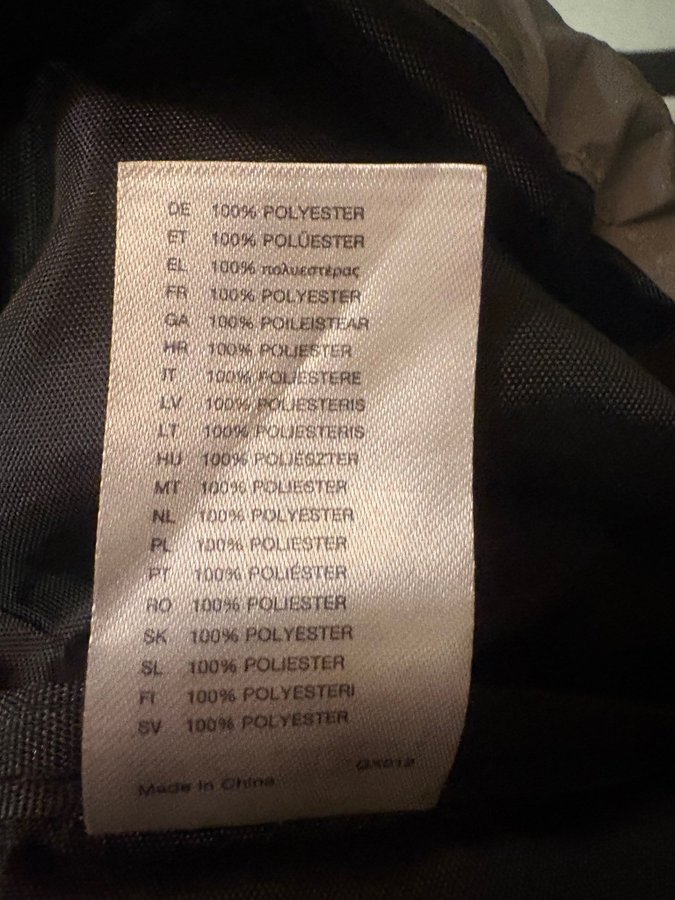 DE 100% POLYESTER
ET 100% POLÜESTER
EL 100% πολυεστέρας
FR 100% POLYESTER
GA 100% POILEISTEAR
HR 100% POLIESTER
IT 100% POLIESTERE
LV 100% POLIESTERIS
LT 100% POLIESTERIS
HU 100% POLIÉSZTER
MT 100% POLIESTER
NL 100% POLYESTER
PL 100% POLIESTER
PT 100% POLIÉSTER
RO 100% POLIESTER
SK 100% POLYESTER
SL 100% POLIESTER
FI 100% POLYESTERI
SV 100% POLYESTER
Made In China